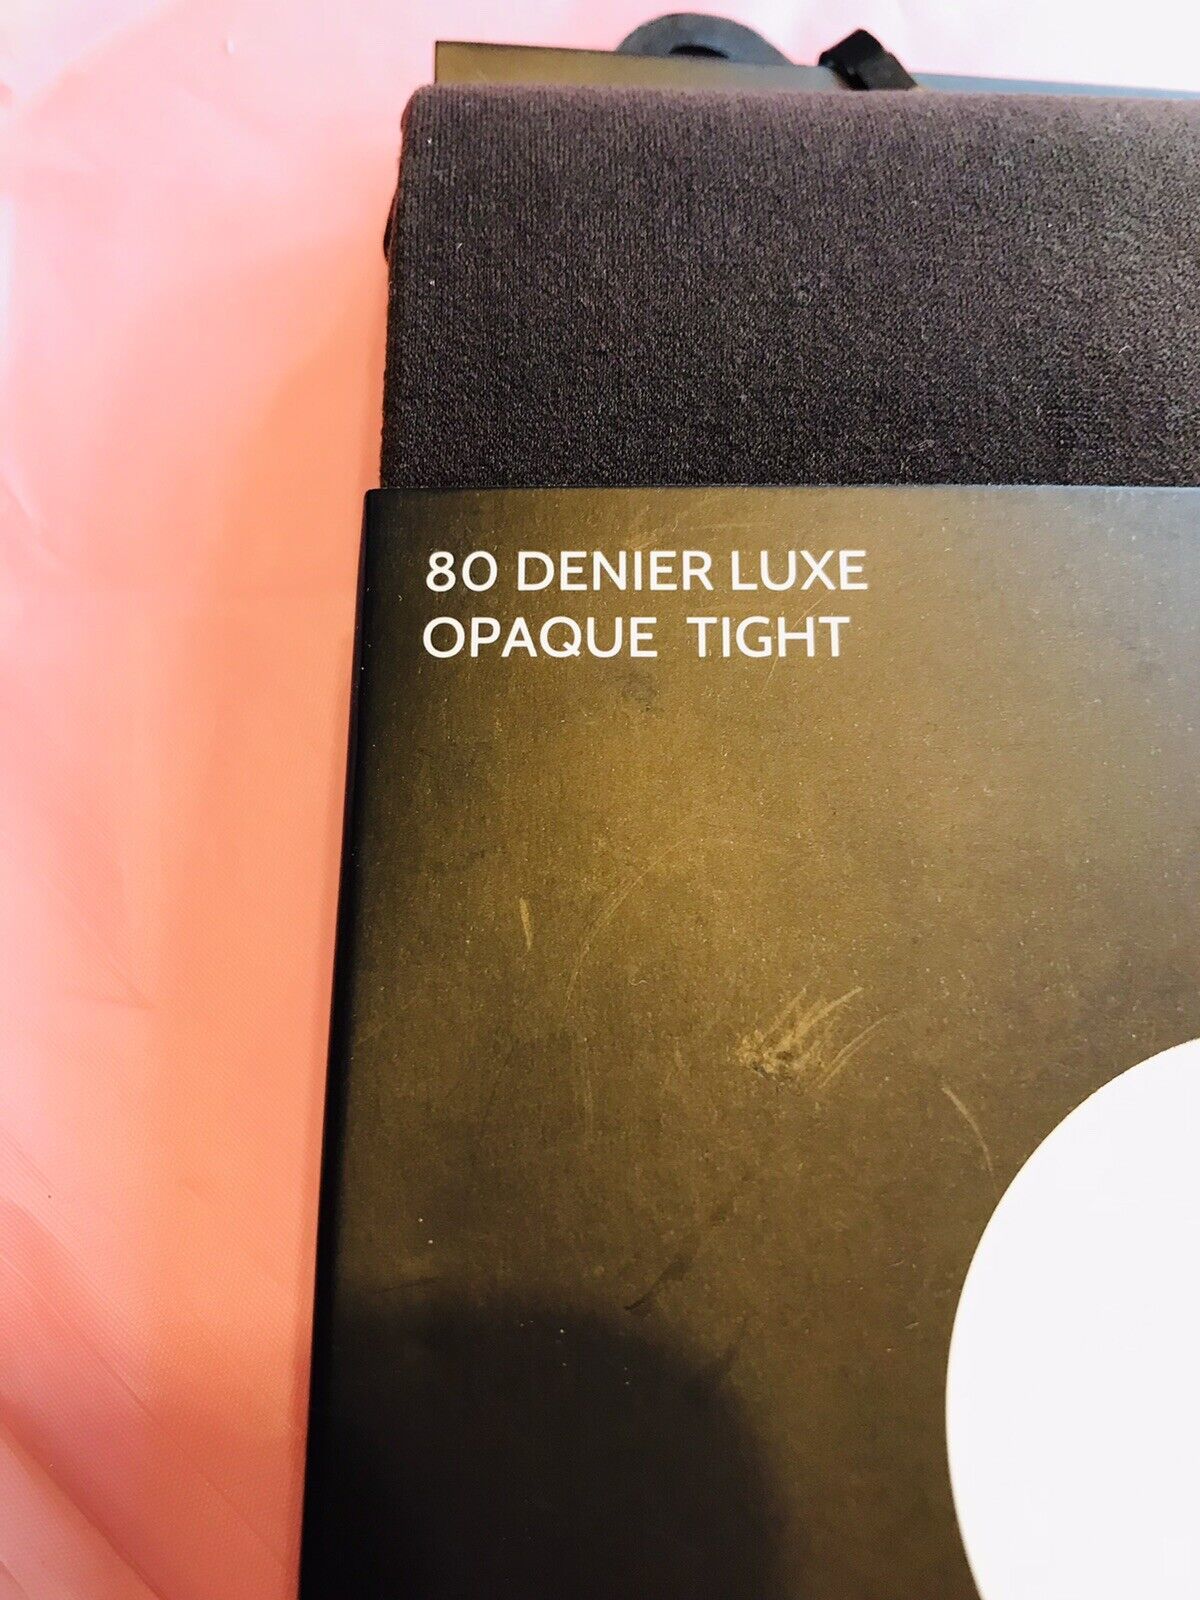 80 DENIER LUXE
OPAQUE TIGHT